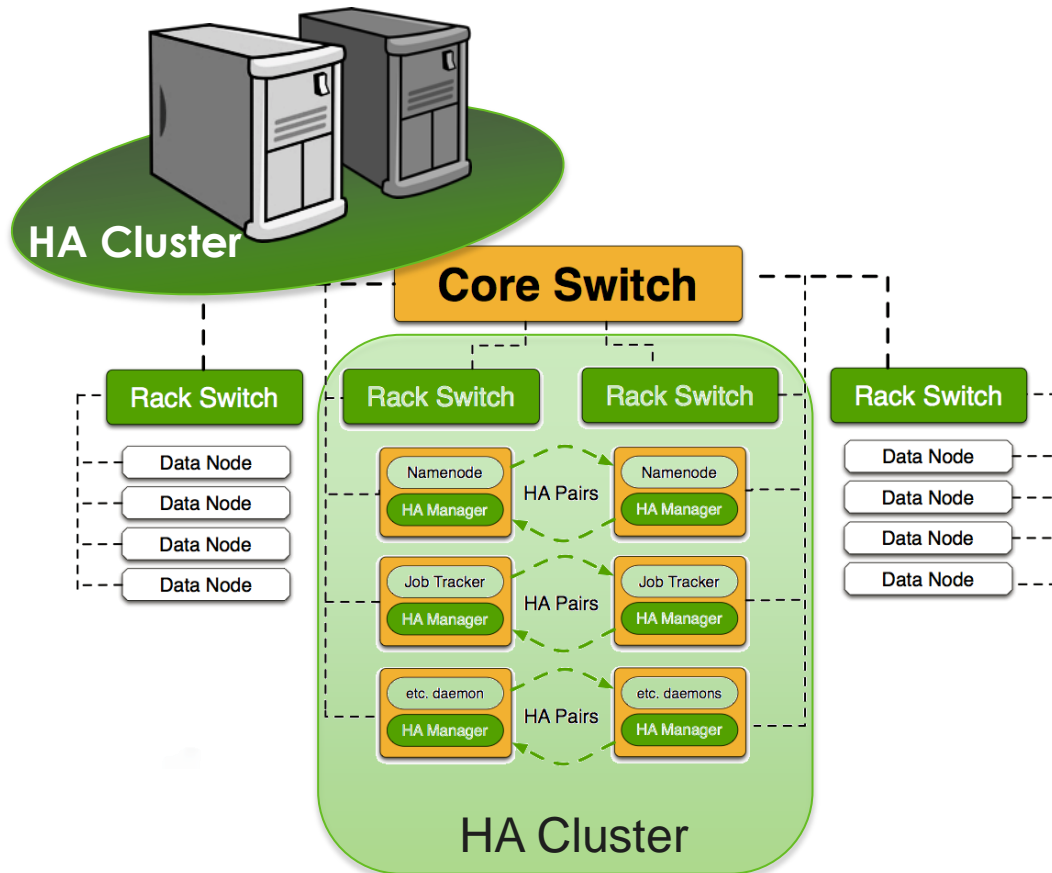 HA Cluster
Core Switch
Rack Switch
Data Node
Data Node
Data Node
Data Node
Rack Switch
Rack Switch
Namenode
HA Manager
HA Pairs
Namenode
HA Manager
Job Tracker
HA Manager
HA Pairs
Job Tracker
HA Manager
etc. daemon
HA Manager
HA Pairs
etc. daemons
HA Manager
HA Cluster
Rack Switch
Data Node
Data Node
Data Node
Data Node